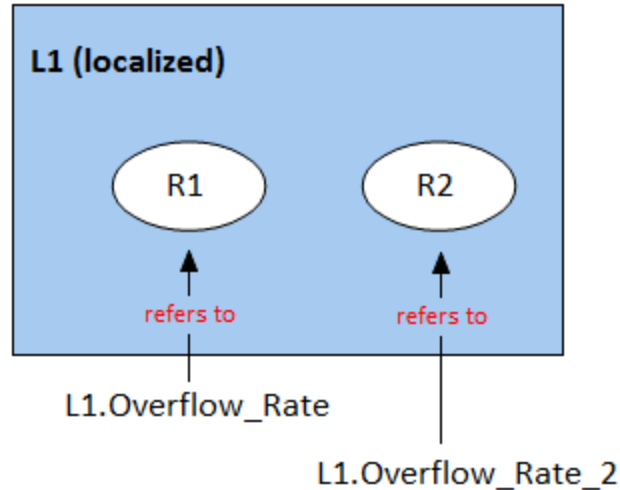 L1 (localized)
R1 R2
refers to refers to
L1.Overflow_Rate
L1.Overflow_Rate_2